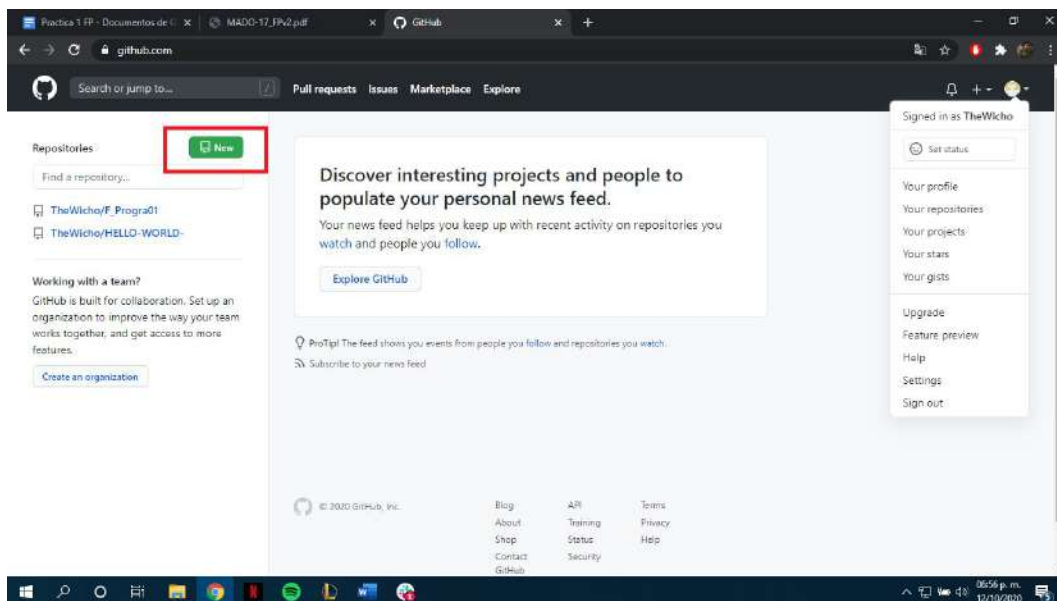 Practica 1 FP - Documentos de G
MADO-17_FPv2.pdf
GitHub
github.com
Search or jump to...
/
Pull requests Issues Marketplace Explore
Signed in as TheWicho
Set status
Your profile
Your repositories
Your projects
Your stars
Your gists
Upgrade
Feature preview
Help
Settings
Sign out
Repositories
New
Find a repository...
TheWicho/F_Progra01
TheWicho/HELLO-WORLD-
Working with a team?
GitHub is built for collaboration. Set up an
organization to improve the way your team
works together, and get access to more
features.
Create an organization
Discover interesting projects and people to
populate your personal news feed.
Your news feed helps you keep up with recent activity on repositories you
watch and people you follow.
Explore GitHub
ProTip! The feed shows you events from people you follow and repositories you watch.
Subscribe to your news feed
© 2020 GitHub, Inc.
Blog
About
Shop
Contact
GitHub
API
Training
Status
Security
Terms
Privacy
Help
06:56 p. m.
12/10/2020